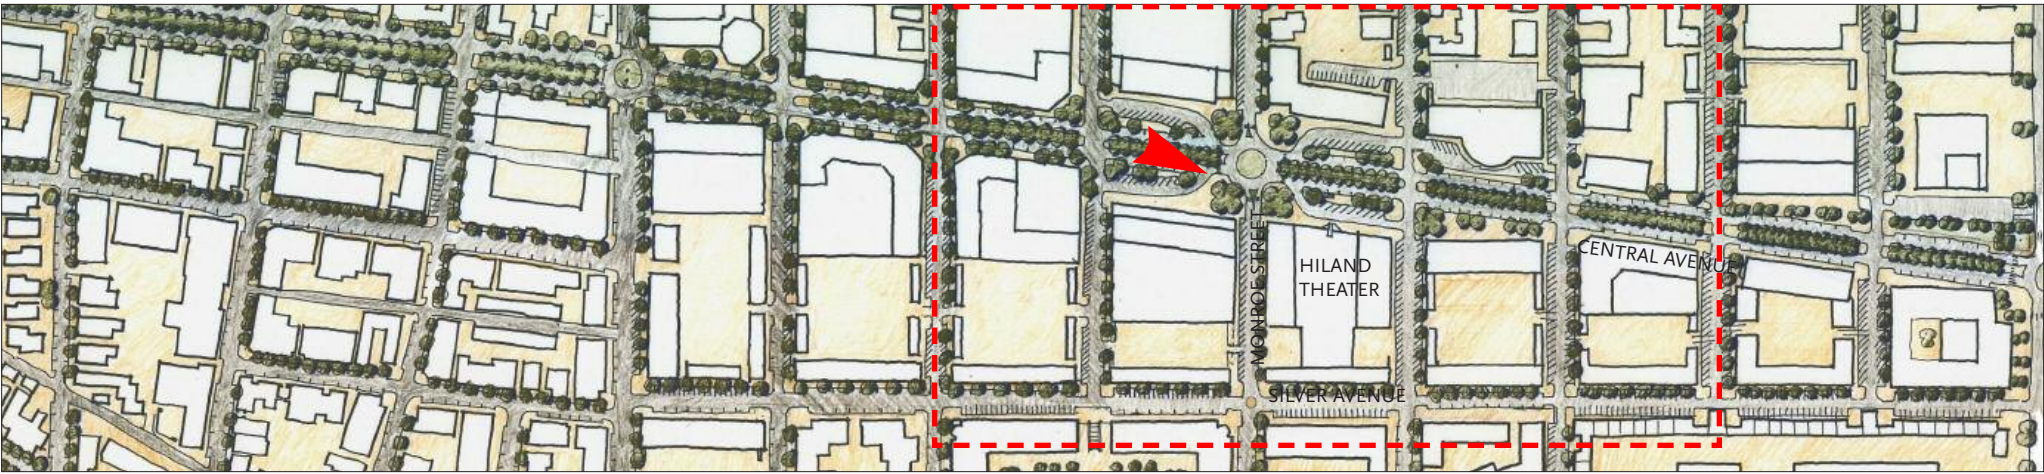 CENTRAL AVENUE
MONROE STREET
HILAND
THEATER
SILVER AVENUE